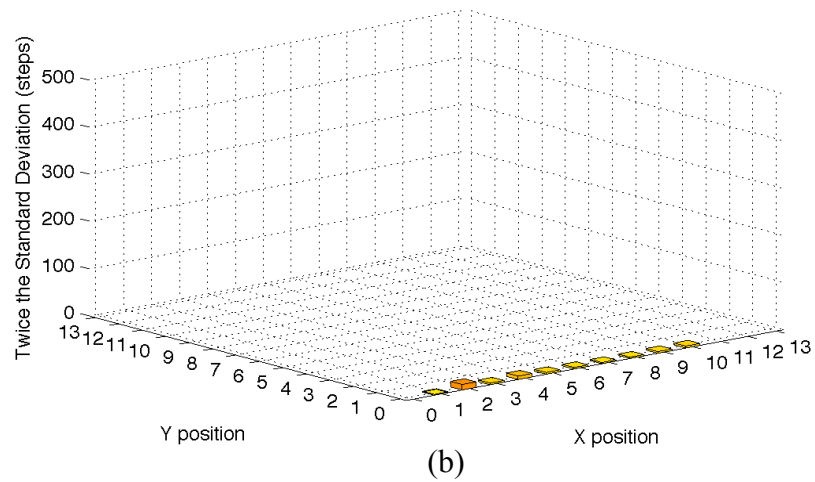 Twice the Standard Deviation (steps)
500
400
300
200
100
0
13 12 11 10 9 8 7 6 5 4 3 2 1 0
0 1 2 3 4 5 6 7 8 9 10 11 12 13
Y position
X position
(b)